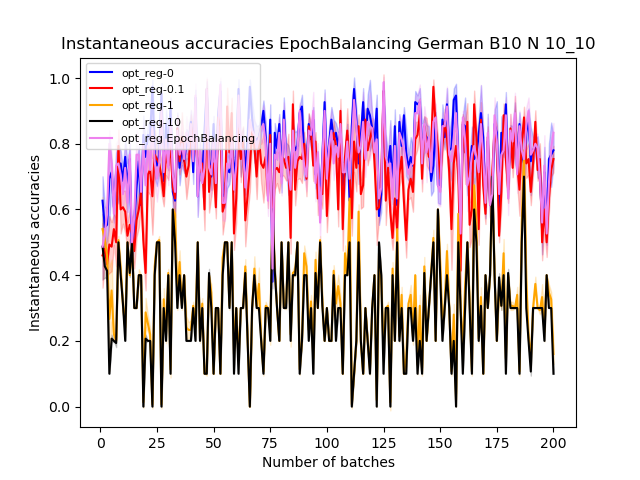 Instantaneous accuracies EpochBalancing German B10 N 10_10
opt_reg-0
opt_reg-0.1
opt_reg-1
opt_reg-10
opt_reg EpochBalancing
Instantaneous accuracies
1.0
0.8
0.6
0.4
0.2
0.0
0 25 50 75 100 125 150 175 200
Number of batches